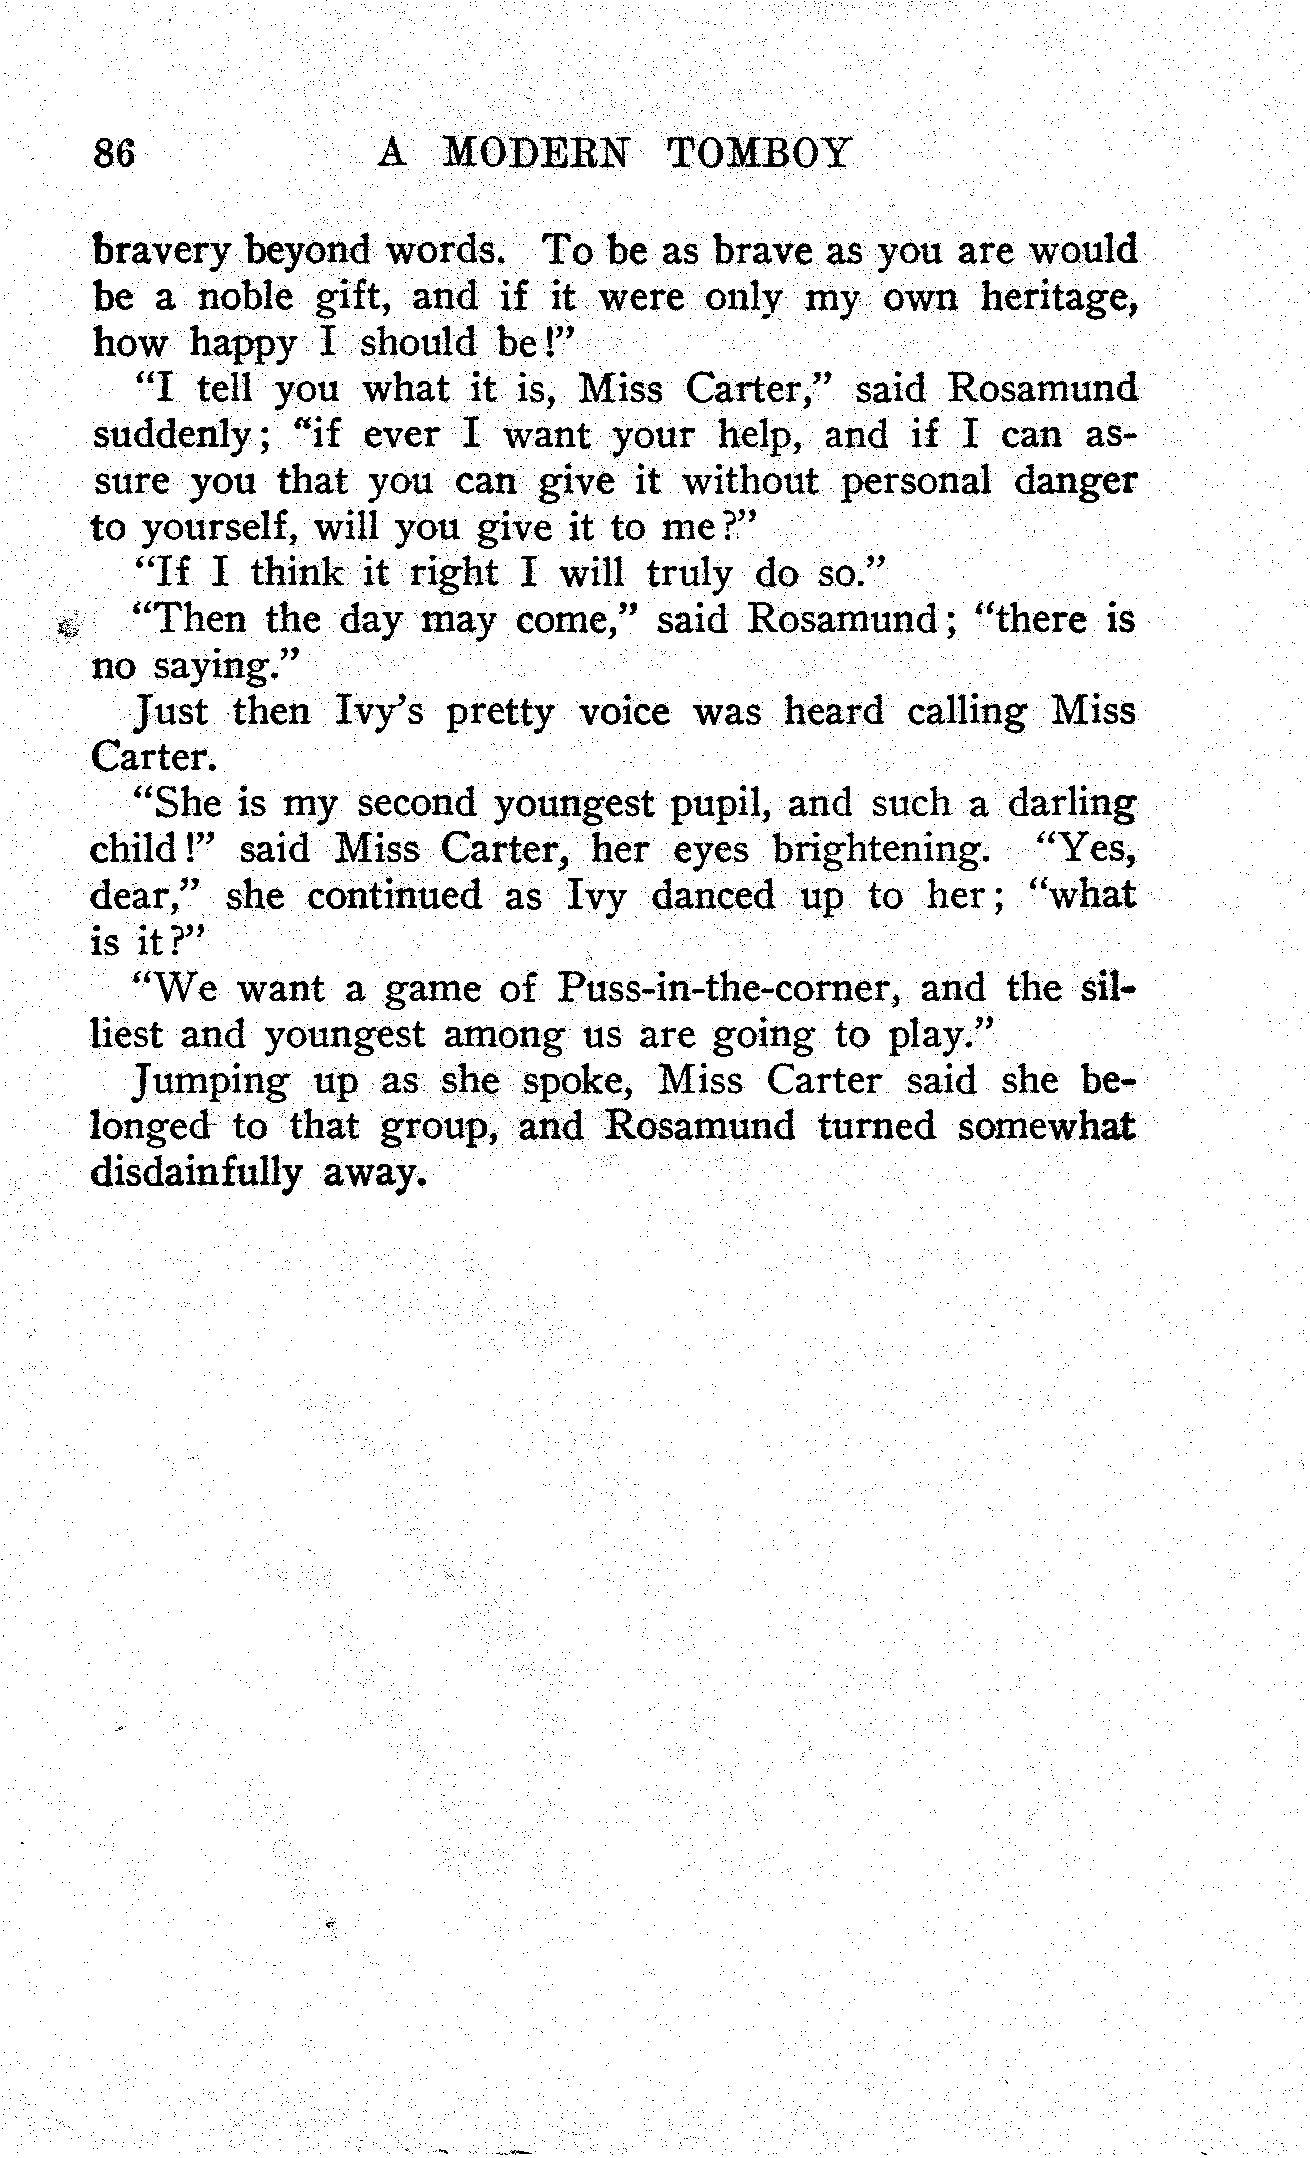 86 A MODERN TOMBOY
bravery beyond words. To be as brave as you are would
be a noble gift, and if it were only my own heritage,
how happy I should be!”
“I tell you what it is, Miss Carter,” said Rosamund
suddenly; “if ever I want your help, and if I can as-
sure you that you can give it without personal danger
to yourself, will you give it to me?”
“If I think it right I will truly do so.”
“Then the day may come,” said Rosamund; “there is
no saying.”
Just then Ivy’s pretty voice was heard calling Miss
Carter.
“She is my second youngest pupil, and such a darling
child!” said Miss Carter, her eyes brightening. “Yes,
dear,” she continued as Ivy danced up to her; “what
is it?”
“We want a game of Puss-in-the-corner, and the sil-
liest and youngest among us are going to play.”
Jumping up as she spoke, Miss Carter said she be-
longed to that group, and Rosamund turned somewhat
disdainfully away.